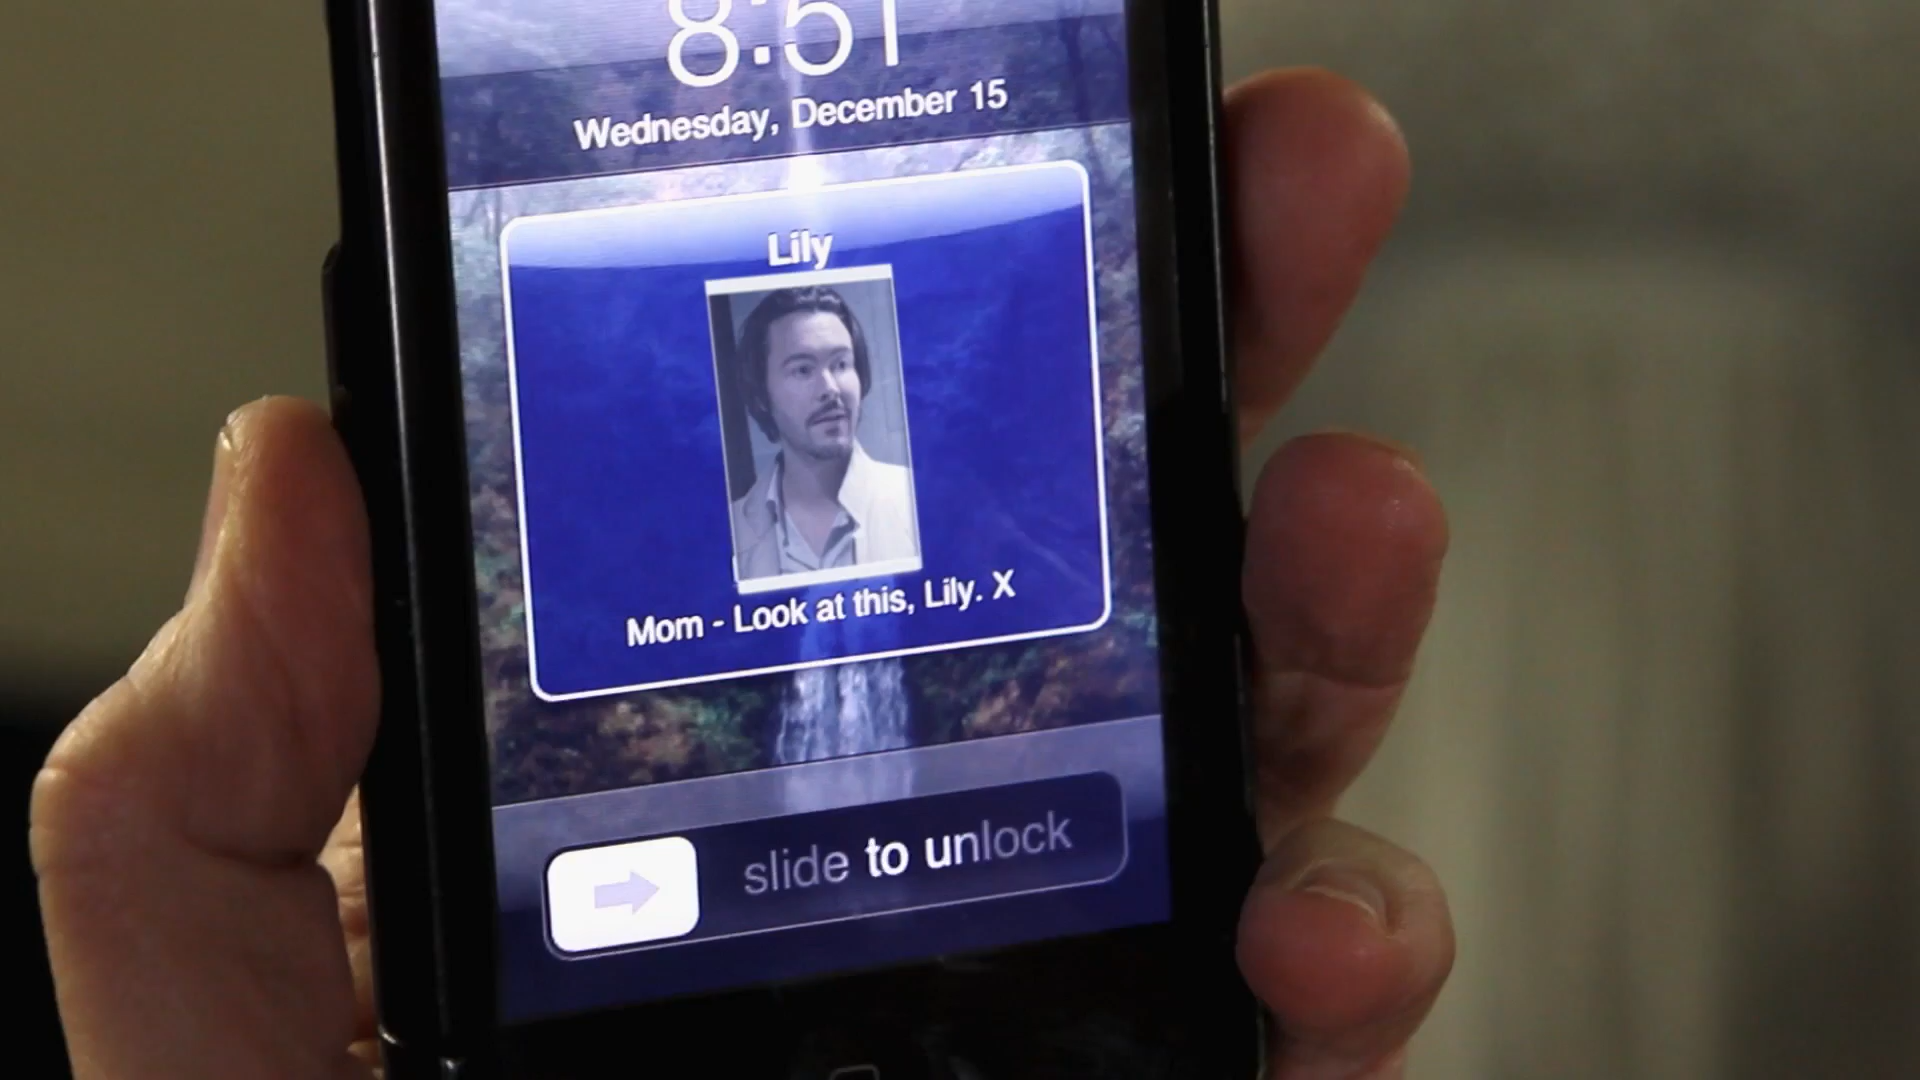 8:51
Wednesday, December 15
Lily
Mom - Look at this, Lily. X
slide to unlock